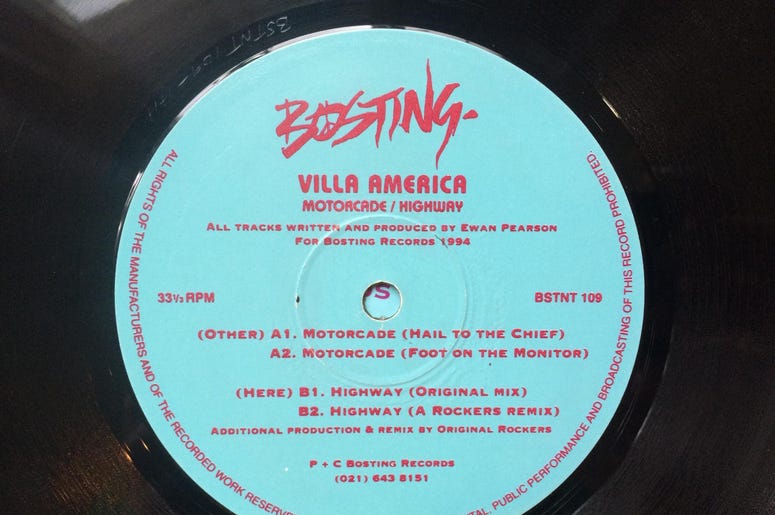 BOSTING
VILLA AMERICA
MOTORCADE / HIGHWAY
ALL TRACKS WRITTEN AND PRODUCED BY EWAN PEARSON
FOR BOSTING RECORDS 1994
33⅓ RPM
BSTNT 109
(OTHER) A1. MOTORCADE (HAIL TO THE CHIEF)
A2. MOTORCADE (FOOT ON THE MONITOR)
(HERE) B1. HIGHWAY (ORIGINAL MIX)
B2. HIGHWAY (A ROCKERS REMIX)
ADDITIONAL PRODUCTION & REMIX BY ORIGINAL ROCKERS
P + C BOSTING RECORDS
(021) 643 8151
ALL RIGHTS OF THE MANUFACTURERS AND OF THE RECORDED WORK
PUBLIC PERFORMANCE AND BROADCASTING OF THIS RECORD PROHIBITED